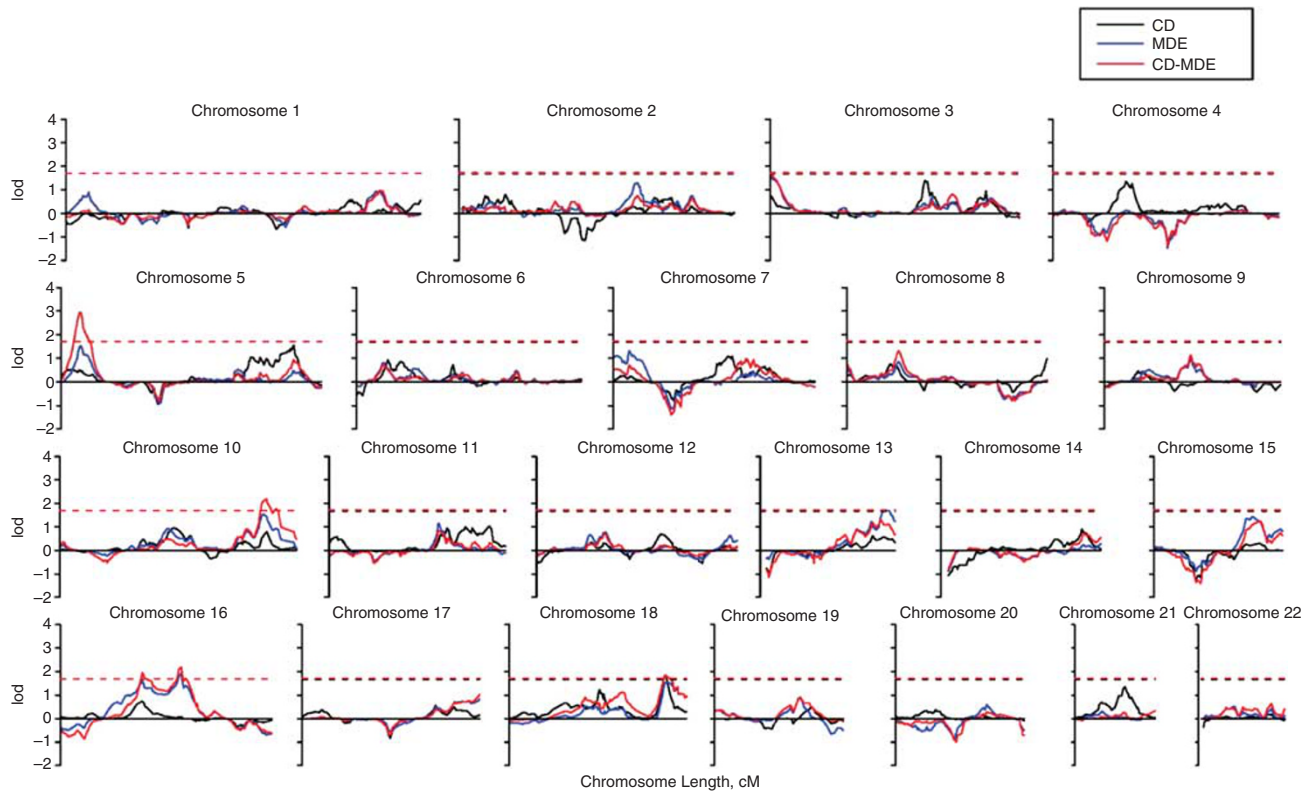 CD
MDE
CD-MDE
Chromosome 1
Chromosome 2
Chromosome 3
Chromosome 4
lod
4
3
2
1
0
−1
−2
Chromosome 5
Chromosome 6
Chromosome 7
Chromosome 8
Chromosome 9
lod
4
3
2
1
0
−1
−2
Chromosome 10
Chromosome 11
Chromosome 12
Chromosome 13
Chromosome 14
Chromosome 15
lod
4
3
2
1
0
−1
−2
Chromosome 16
Chromosome 17
Chromosome 18
Chromosome 19
Chromosome 20
Chromosome 21
Chromosome 22
lod
4
3
2
1
0
−1
−2
Chromosome Length, cM